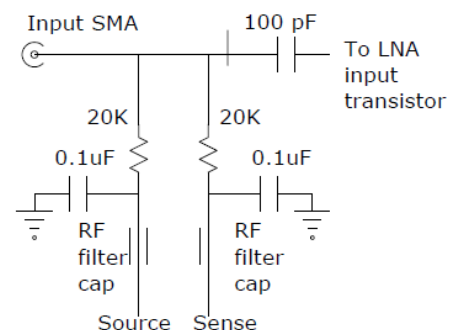 Input SMA
100 pF
To LNA
input
transistor
20K
20K
0.1uF
0.1uF
RF
filter
cap
RF
filter
cap
Source
Sense